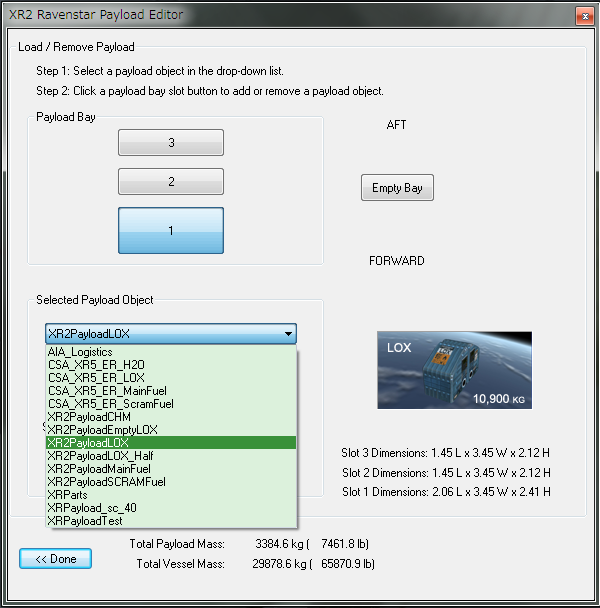 XR2 Ravenstar Payload Editor
Load / Remove Payload
Step 1: Select a payload object in the drop-down list.
Step 2: Click a payload bay slot button to add or remove a payload object.
Payload Bay
3
2
1
AFT
Empty Bay
FORWARD
Selected Payload Object
XR2PayloadLOX
AIA_Logistics
CSA_XR5_ER_H2O
CSA_XR5_ER_LOX
CSA_XR5_ER_MainFuel
CSA_XR5_ER_ScramFuel
XR2PayloadCHM
XR2PayloadEmptyLOX
XR2PayloadLOX
XR2PayloadLOX_Half
XR2PayloadMainFuel
XR2PayloadSCRAMFuel
XRParts
XRPayload_sc_40
XRPayloadTest
LOX
10,900 KG
Slot 3 Dimensions: 1.45 L x 3.45 W x 2.12 H
Slot 2 Dimensions: 1.45 L x 3.45 W x 2.12 H
Slot 1 Dimensions: 2.06 L x 3.45 W x 2.41 H
<< Done
Total Payload Mass: 3384.6 kg ( 7461.8 lb)
Total Vessel Mass: 29878.6 kg ( 65870.9 lb)